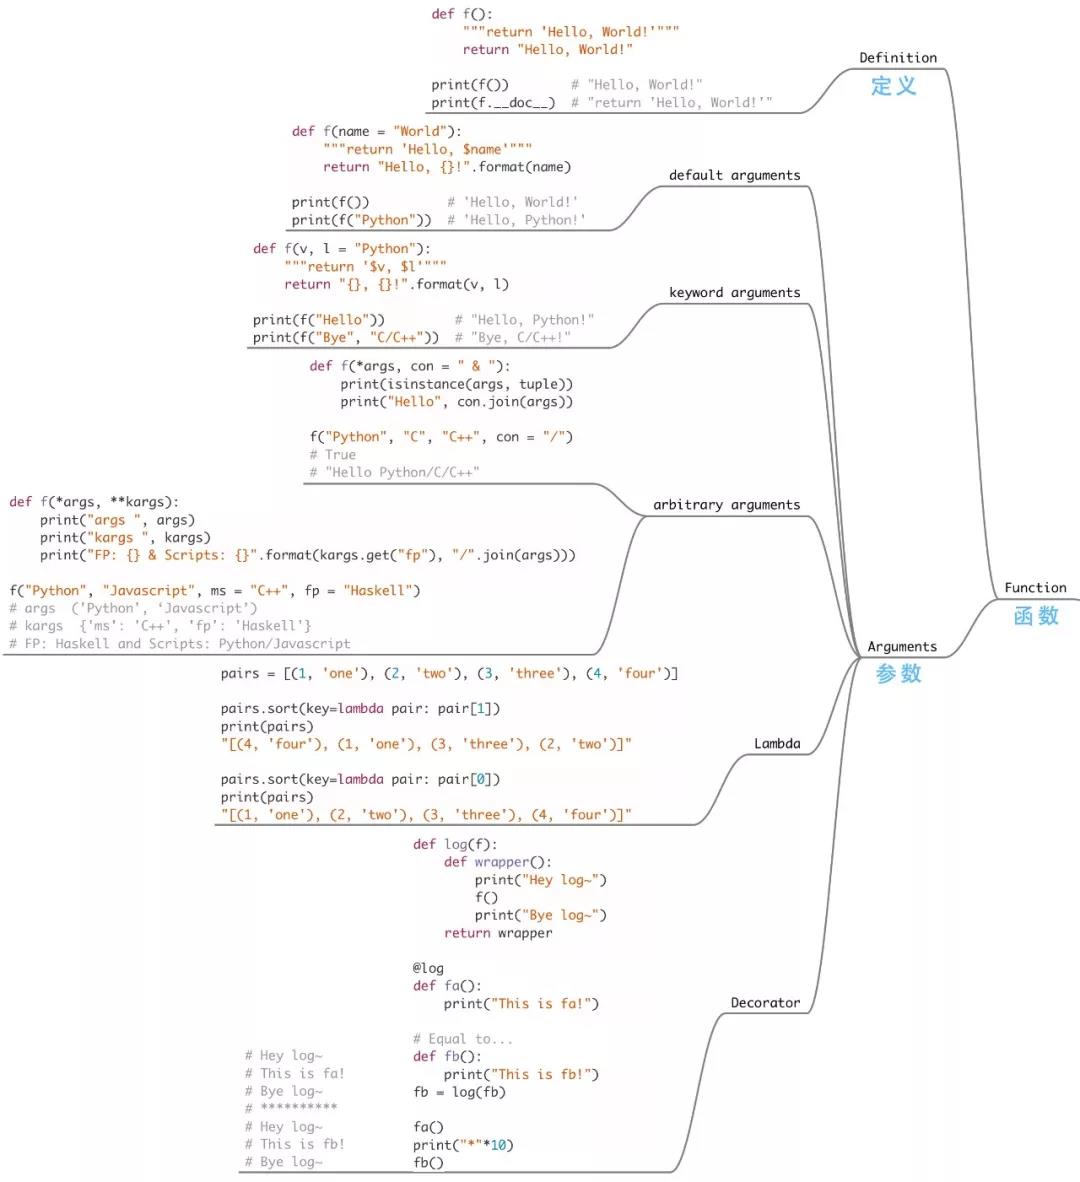 def f():
    """return 'Hello, World!'"""
    return "Hello, World!"
print(f())        # "Hello, World!"
print(f.__doc__)  # "return 'Hello, World!'"
Definition
定义
def f(name = "World"):
    """return 'Hello, $name'"""
    return "Hello, {}!".format(name)
print(f())          # 'Hello, World!'
print(f("Python"))  # 'Hello, Python!'
default arguments
def f(v, l = "Python"):
    """return '$v, $l'"""
    return "{}, {}!".format(v, l)
print(f("Hello"))         # "Hello, Python!"
print(f("Bye", "C/C++"))  # "Bye, C/C++!"
keyword arguments
def f(*args, con = " & "):
    print(isinstance(args, tuple))
    print("Hello", con.join(args))
f("Python", "C", "C++", con = "/")
# True
# "Hello Python/C/C++"
arbitrary arguments
def f(*args, **kargs):
    print("args ", args)
    print("kargs ", kargs)
    print("FP: {} & Scripts: {}".format(kargs.get("fp"), "/".join(args)))
f("Python", "Javascript", ms = "C++", fp = "Haskell")
# args  ('Python', ‘Javascript’)
# kargs  {'ms': 'C++', 'fp': 'Haskell'}
# FP: Haskell and Scripts: Python/Javascript
Function
函数
Arguments
参数
pairs = [(1, 'one'), (2, 'two'), (3, 'three'), (4, 'four')]
pairs.sort(key=lambda pair: pair[1])
print(pairs)
"[(4, 'four'), (1, 'one'), (3, 'three'), (2, 'two')]"
Lambda
pairs.sort(key=lambda pair: pair[0])
print(pairs)
"[(1, 'one'), (2, 'two'), (3, 'three'), (4, 'four')]"
def log(f):
    def wrapper():
        print("Hey log~")
        f()
        print("Bye log~")
    return wrapper
@log
def fa():
    print("This is fa!")
Decorator
# Equal to...
def fb():
    print("This is fb!")
fb = log(fb)
fa()
print("*"*10)
fb()
# Hey log~
# This is fa!
# Bye log~
# **********
# Hey log~
# This is fb!
# Bye log~